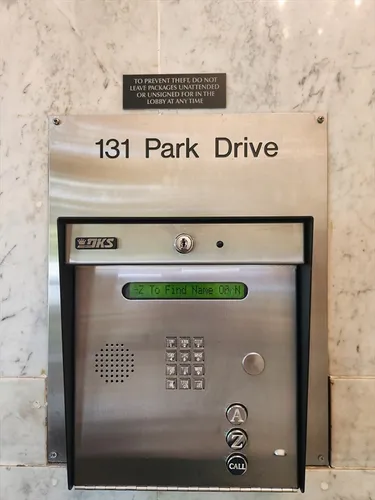 TO PREVENT THEFT, DO NOT
LEAVE PACKAGES UNATTENDED
OR UNSIGNED FOR IN THE
LOBBY AT ANY TIME
131 Park Drive
DKS
Z To Find Name
A
Z
CALL